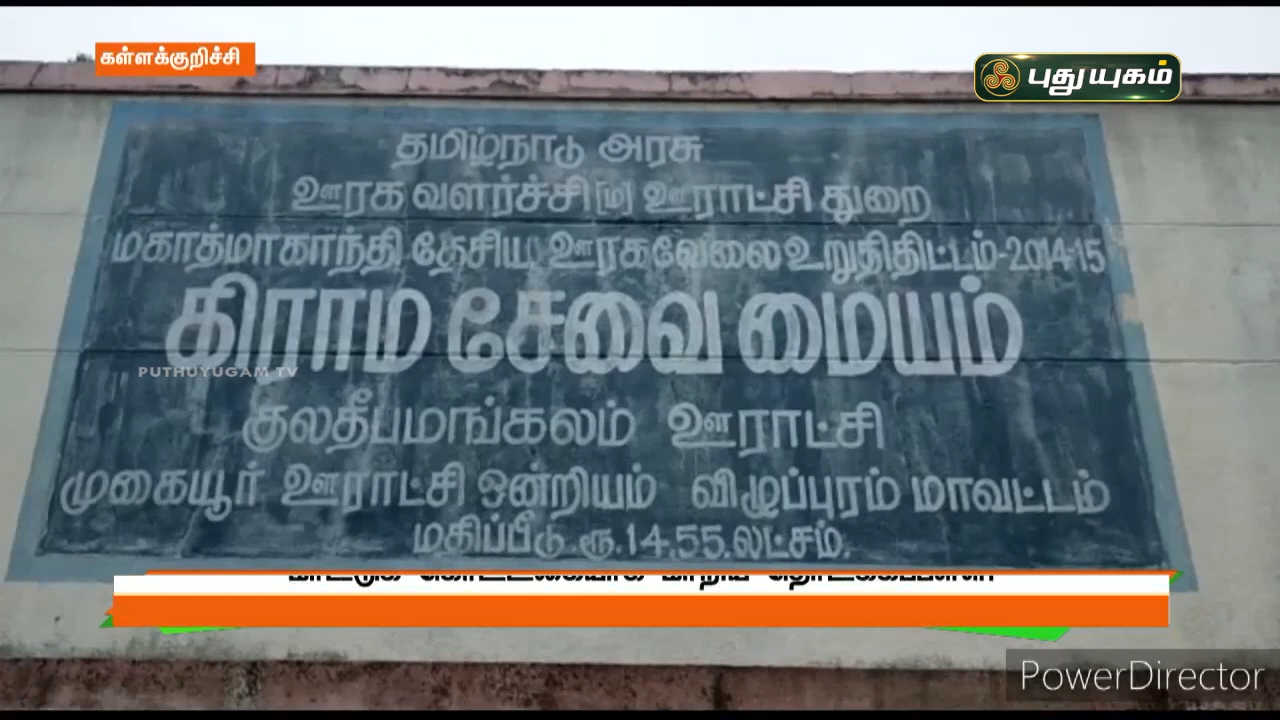 கள்ளக்குறிச்சி
புதுயுகம்
தமிழ்நாடு அரசு
ஊரக வளர்ச்சி [ம] ஊராட்சி துறை
மகாத்மாகாந்தி தேசிய ஊரகவேலை உறுதிதிட்டம்-2014-15
கிராம சேவை மையம்
PUTHUYUGAM TV
குலதீபமங்கலம் ஊராட்சி
முகையூர் ஊராட்சி ஒன்றியம் விழுப்புரம் மாவட்டம்
மகிப்பீடு ரூ.14.55.லட்சம்.
PowerDirector